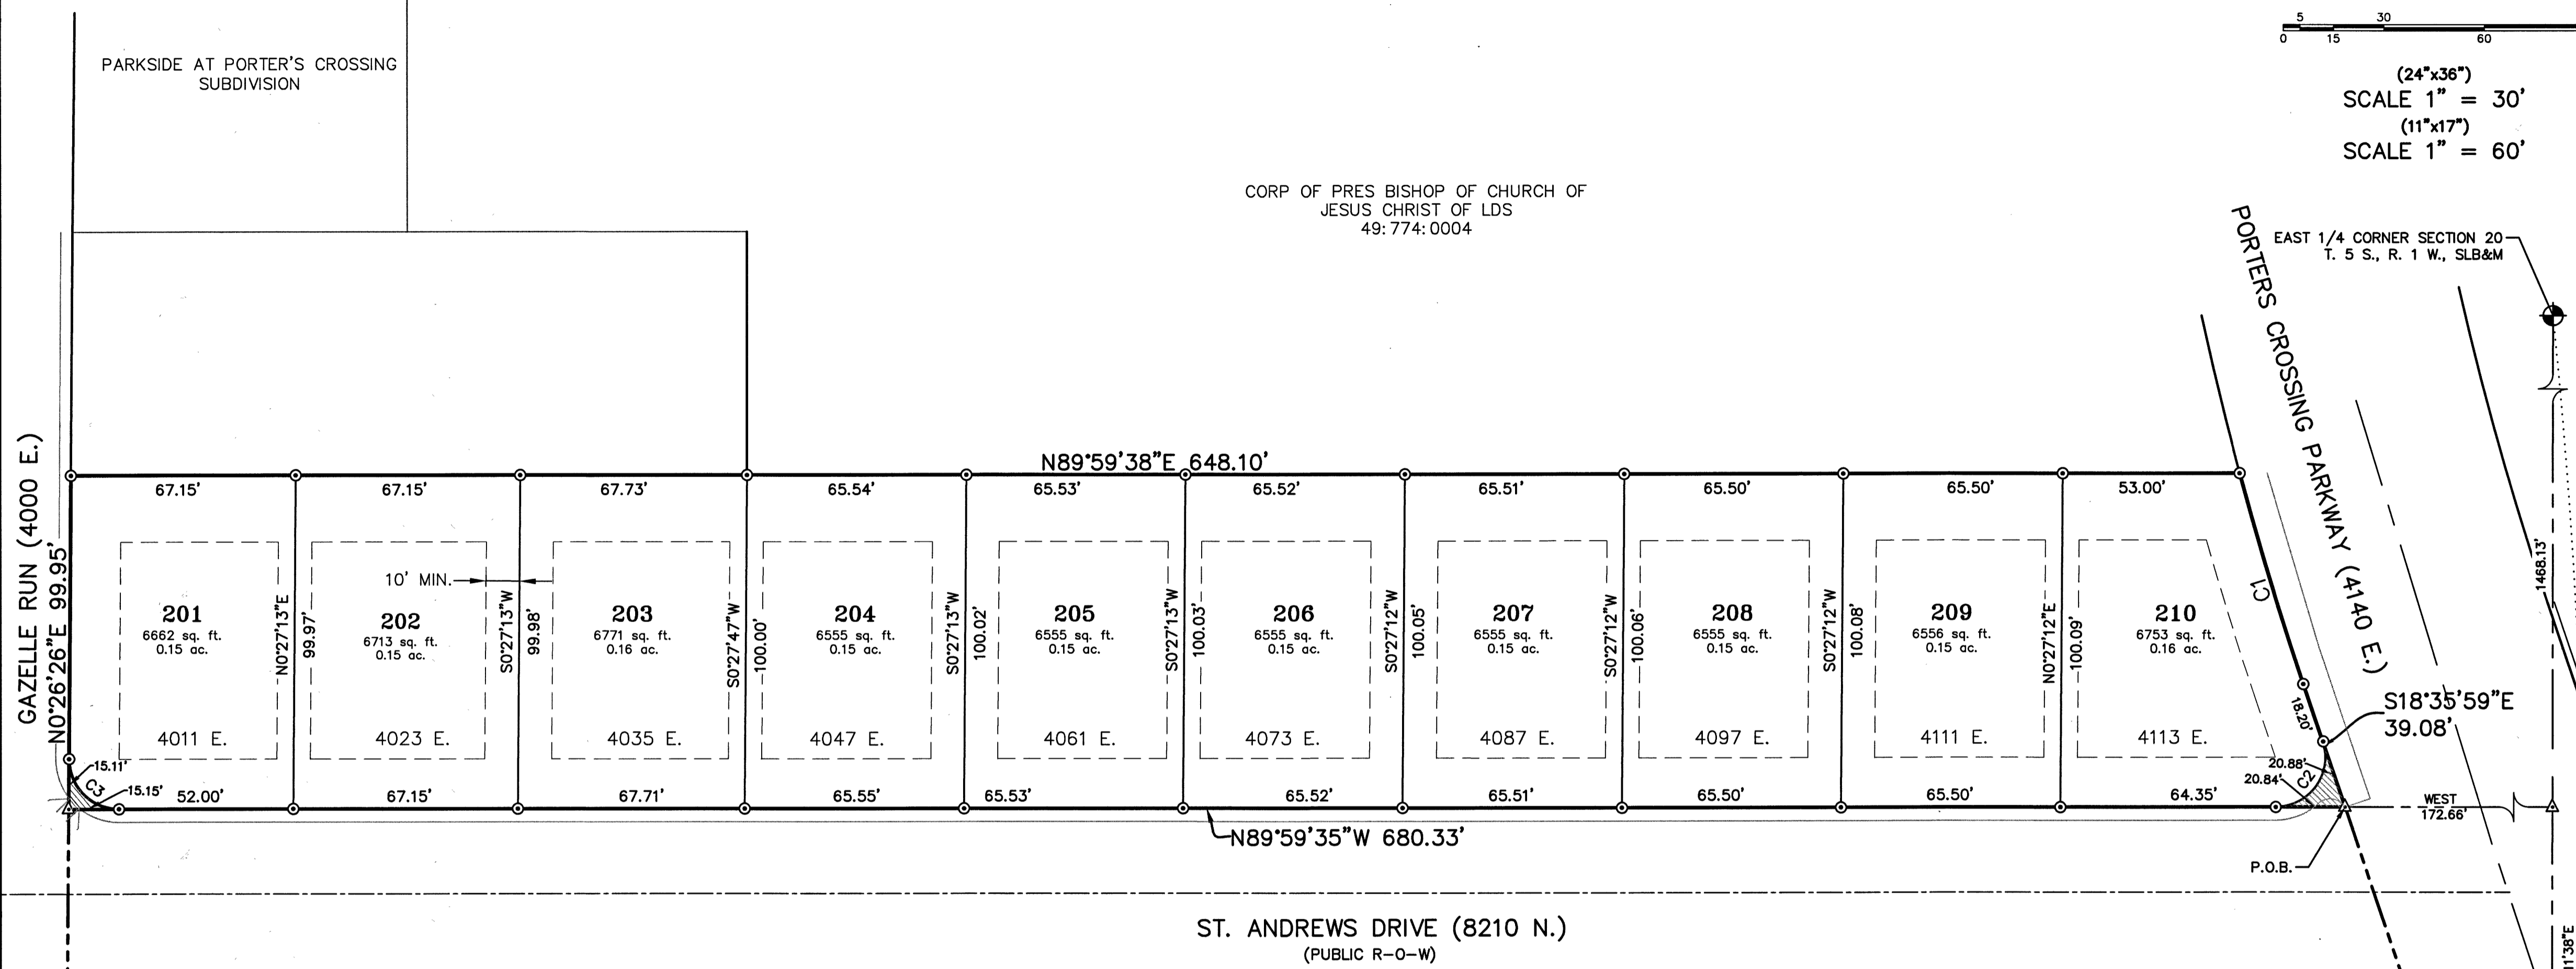 PARKSIDE AT PORTER'S CROSSING
SUBDIVISION
5 30
0 15 60
(24"x36")
SCALE 1" = 30'
(11"x17")
SCALE 1" = 60'
CORP OF PRES BISHOP OF CHURCH OF
JESUS CHRIST OF LDS
49:774:0004
EAST 1/4 CORNER SECTION 20
T. 5 S., R. 1 W., SLB&M
PORTERS CROSSING PARKWAY (4140 E.)
1468.13'
GAZELLE RUN (4000 E.)
N0°26'26"E 99.95'
N89°59'38"E 648.10'
67.15' 67.15' 67.73' 65.54' 65.53' 65.52' 65.51' 65.50' 65.50' 53.00'
C1
10' MIN.
201
6662 sq. ft.
0.15 ac.
4011 E.
N0°27'13"E
99.97'
202
6713 sq. ft.
0.15 ac.
4023 E.
S0°27'13"W
99.98'
203
6771 sq. ft.
0.16 ac.
4035 E.
S0°27'47"W
100.00'
204
6555 sq. ft.
0.15 ac.
4047 E.
S0°27'13"W
100.02'
205
6555 sq. ft.
0.15 ac.
4061 E.
S0°27'13"W
100.03'
206
6555 sq. ft.
0.15 ac.
4073 E.
S0°27'12"W
100.05'
207
6555 sq. ft.
0.15 ac.
4087 E.
S0°27'12"W
100.06'
208
6555 sq. ft.
0.15 ac.
4097 E.
S0°27'12"W
100.08'
209
6556 sq. ft.
0.15 ac.
4111 E.
N0°27'12"E
100.09'
210
6753 sq. ft.
0.16 ac.
4113 E.
18.20'
S18°35'59"E
39.08'
15.11'
C3
15.15'
20.88'
20.84'
C2
52.00' 67.15' 67.71' 65.55' 65.53' 65.52' 65.51' 65.50' 65.50' 64.35'
WEST
172.66'
N89°59'35"W 680.33'
P.O.B.
ST. ANDREWS DRIVE (8210 N.)
(PUBLIC R-O-W)
1'38"E